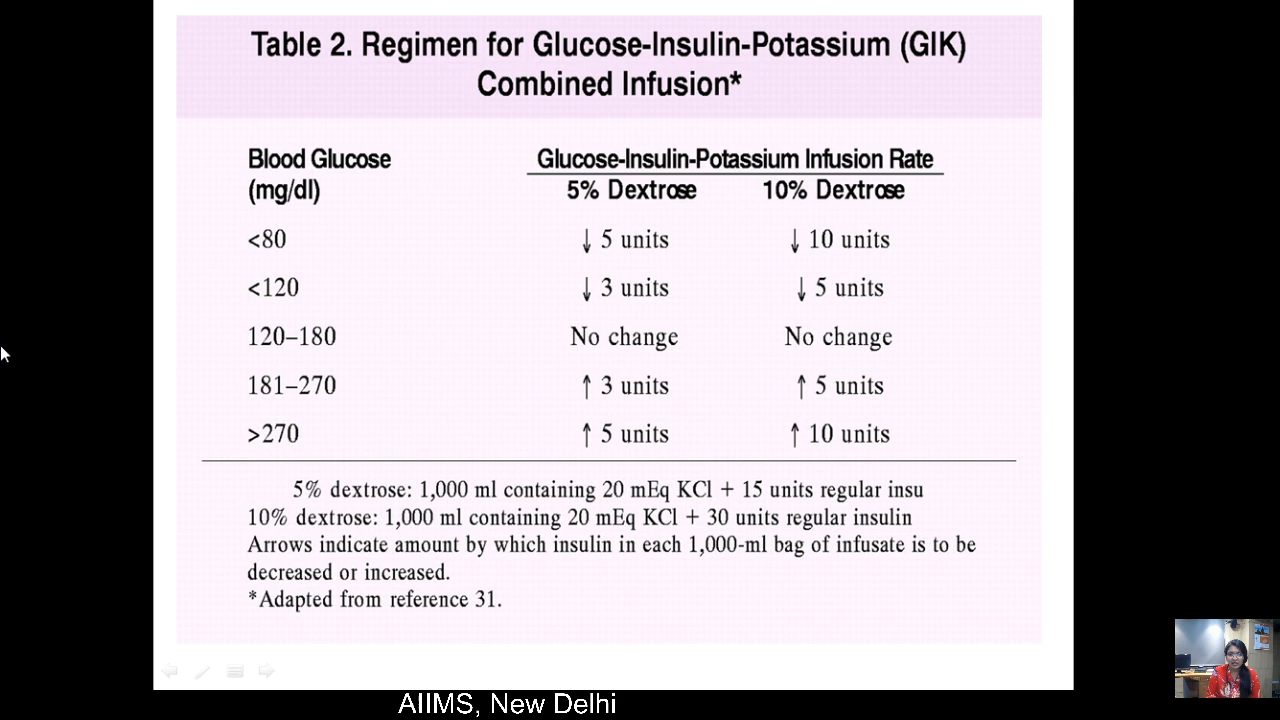 Table 2. Regimen for Glucose-Insulin-Potassium (GIK)
Combined Infusion*
Blood Glucose Glucose-Insulin-Potassium Infusion Rate
(mg/dl) 5% Dextrose 10% Dextrose
<80 ↓ 5 units ↓ 10 units
<120 ↓ 3 units ↓ 5 units
120–180 No change No change
181–270 ↑ 3 units ↑ 5 units
>270 ↑ 5 units ↑ 10 units
5% dextrose: 1,000 ml containing 20 mEq KCl + 15 units regular insu
10% dextrose: 1,000 ml containing 20 mEq KCl + 30 units regular insulin
Arrows indicate amount by which insulin in each 1,000-ml bag of infusate is to be
decreased or increased.
*Adapted from reference 31.
AIIMS, New Delhi